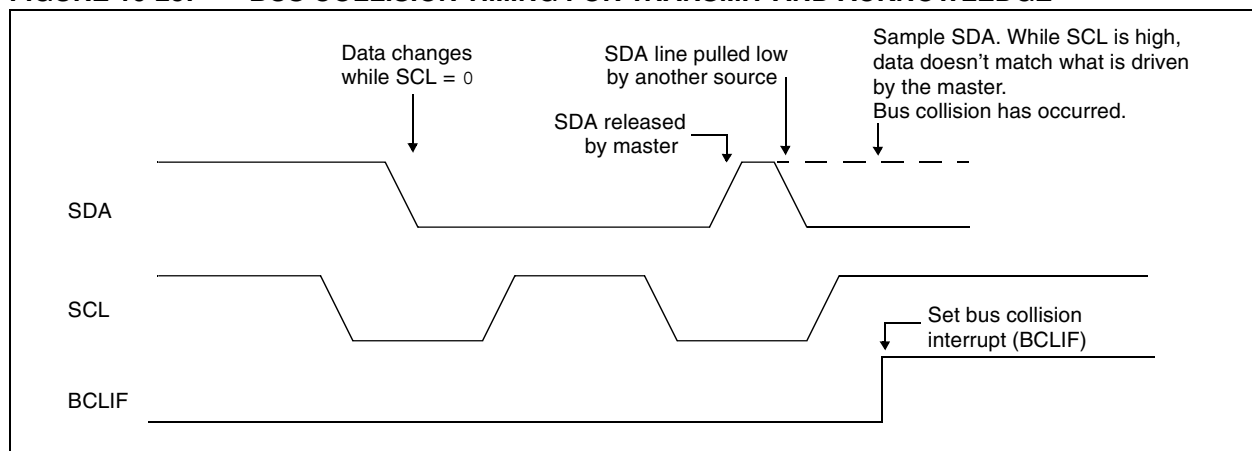 Data changes
while SCL = 0
SDA line pulled low
by another source
SDA released
by master
Sample SDA. While SCL is high,
data doesn't match what is driven
by the master.
Bus collision has occurred.
SDA
SCL
Set bus collision
interrupt (BCLIF)
BCLIF